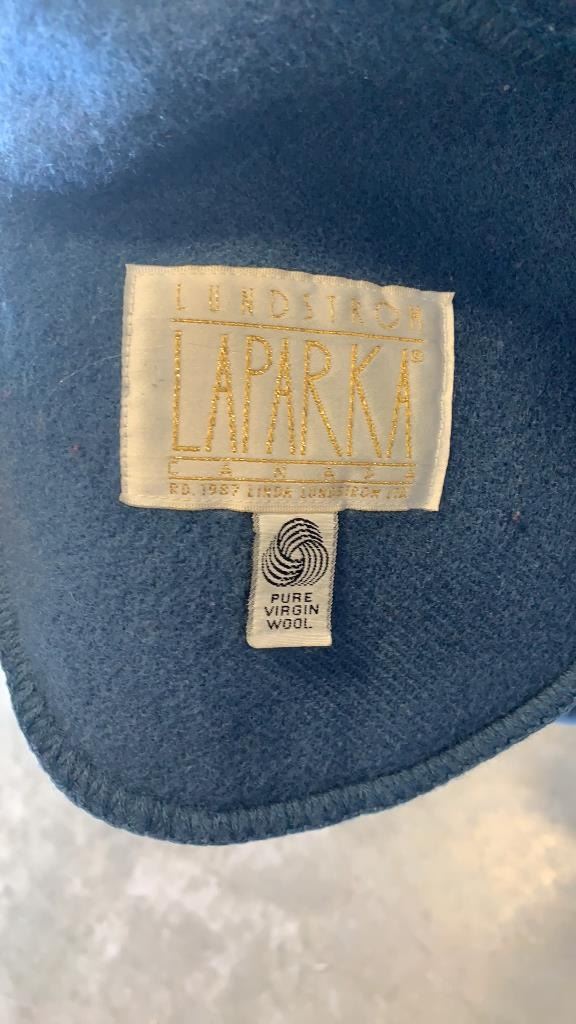 LUNDSTROM
LAPARKA®
CANADA
RD. 1987 LINDA LUNDSTROM LTD.
PURE
VIRGIN
WOOL